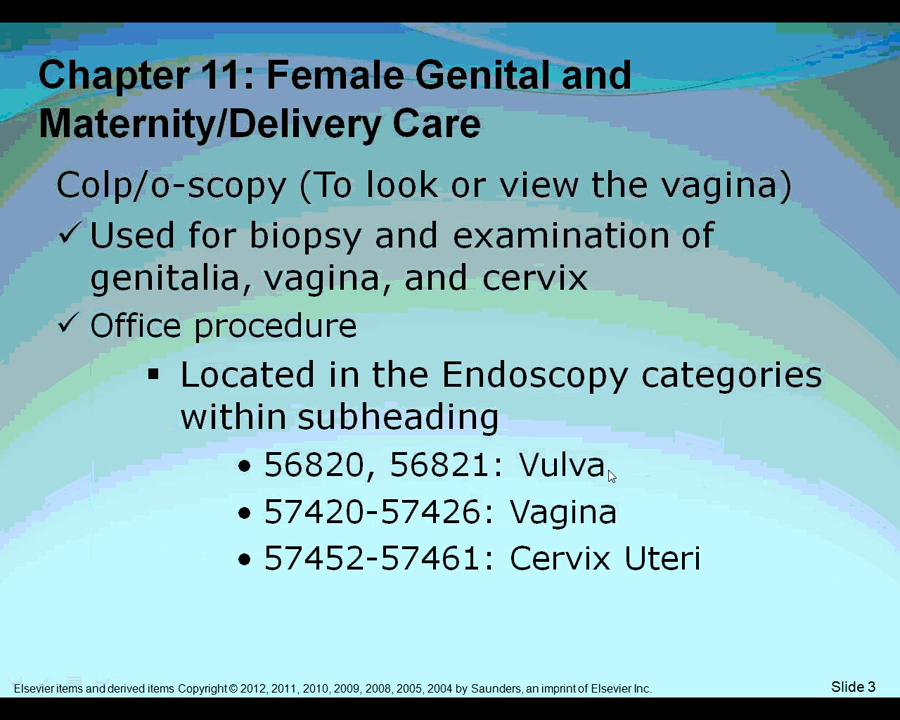 Chapter 11: Female Genital and
Maternity/Delivery Care
Colp/o-scopy (To look or view the vagina)
✓ Used for biopsy and examination of
genitalia, vagina, and cervix
✓ Office procedure
▪ Located in the Endoscopy categories
within subheading
• 56820, 56821: Vulva
• 57420-57426: Vagina
• 57452-57461: Cervix Uteri
Elsevier items and derived items Copyright © 2012, 2011, 2010, 2009, 2008, 2005, 2004 by Saunders, an imprint of Elsevier Inc.
Slide 3